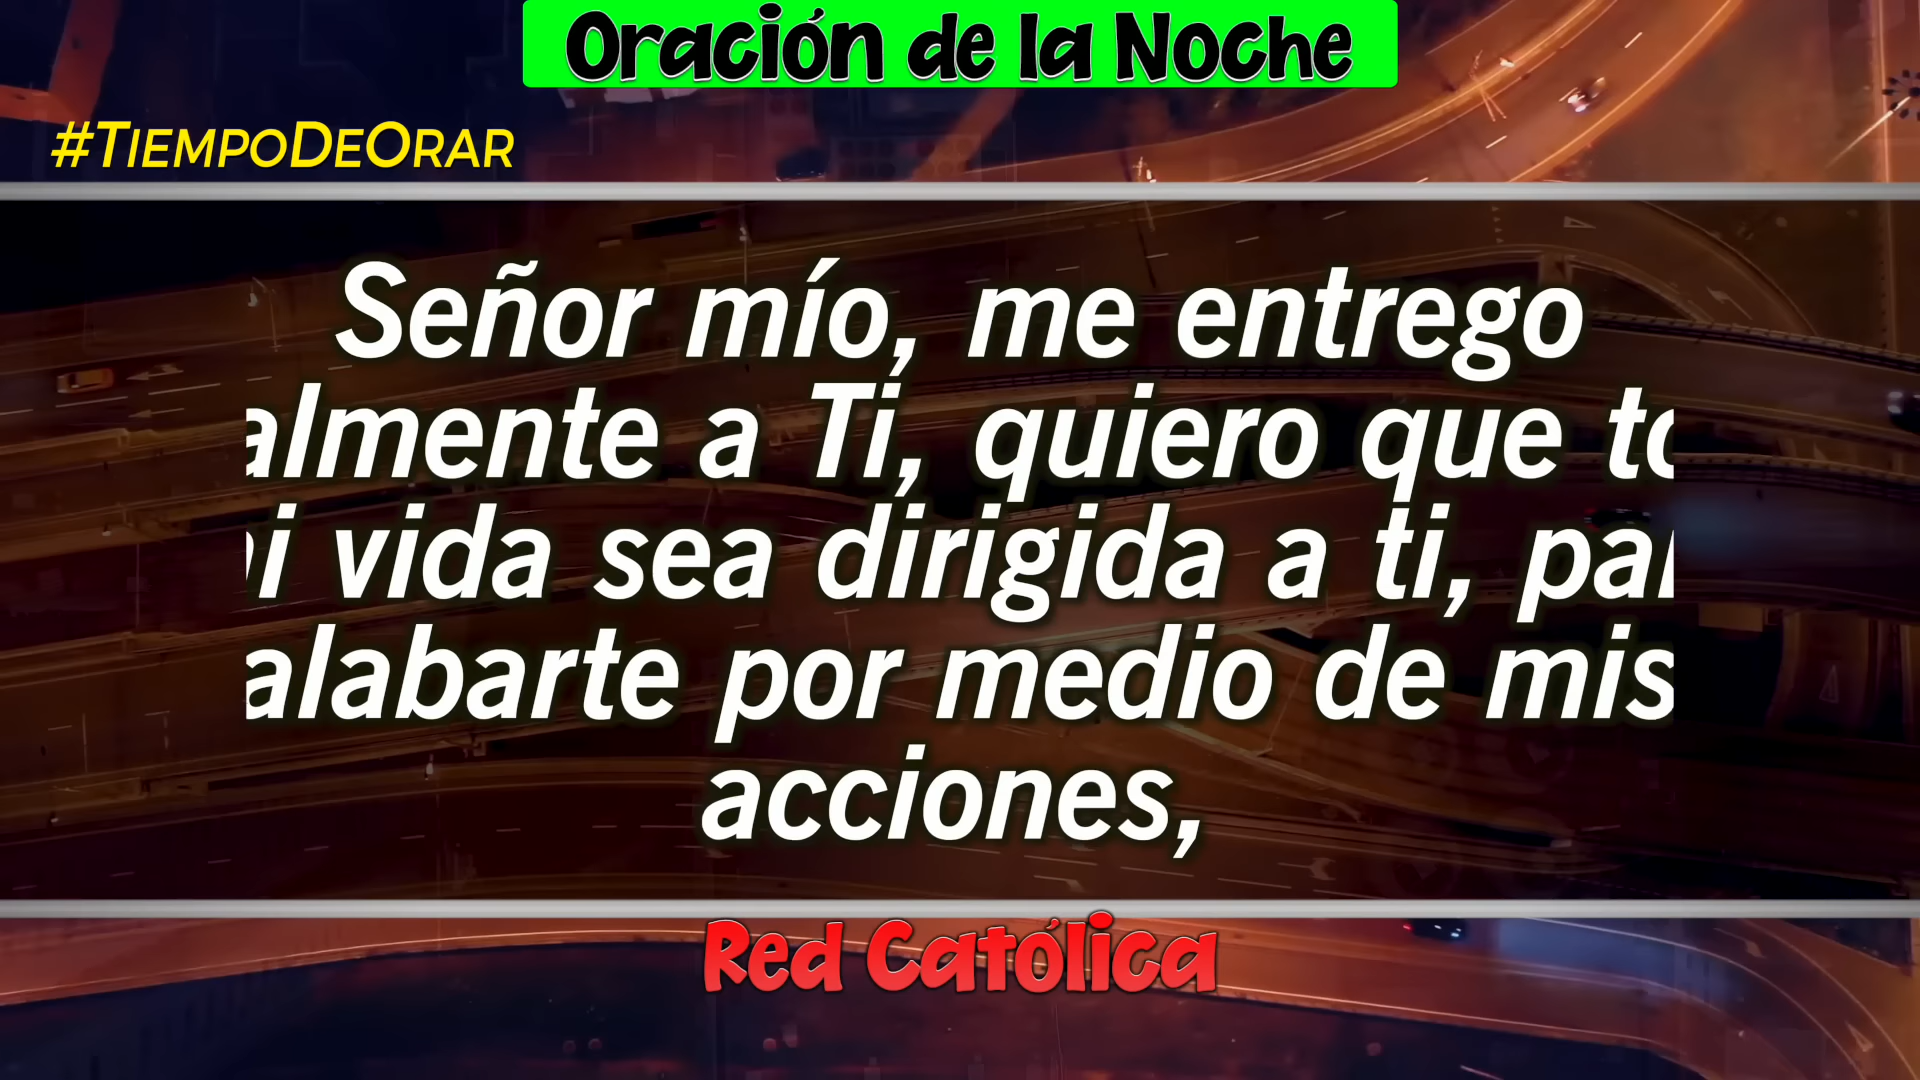 Oración de la Noche
#TiempoDeOrar
Señor mío, me entrego
almente a Ti, quiero que to
i vida sea dirigida a ti, par
alabarte por medio de mis
acciones,
Red Católica